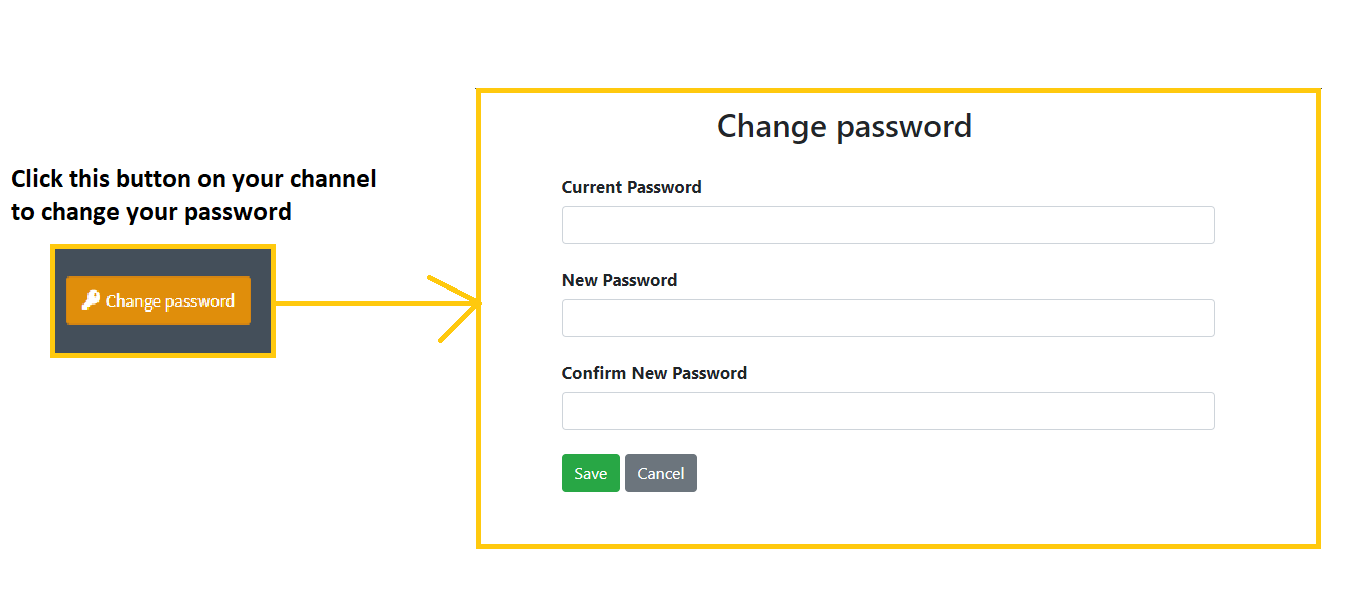 Click this button on your channel
to change your password
Change password
Change password
Current Password
New Password
Confirm New Password
Save Cancel